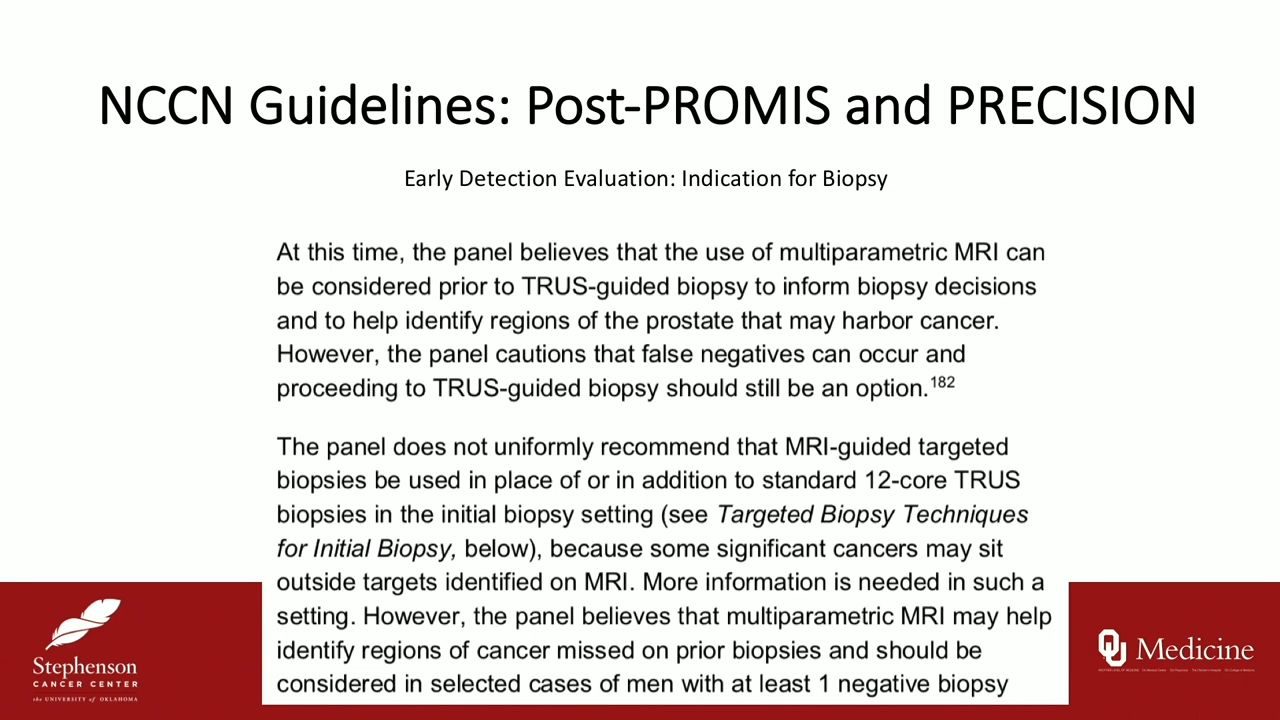 NCCN Guidelines: Post-PROMIS and PRECISION
Early Detection Evaluation: Indication for Biopsy
At this time, the panel believes that the use of multiparametric MRI can
be considered prior to TRUS-guided biopsy to inform biopsy decisions
and to help identify regions of the prostate that may harbor cancer.
However, the panel cautions that false negatives can occur and
proceeding to TRUS-guided biopsy should still be an option.182
The panel does not uniformly recommend that MRI-guided targeted
biopsies be used in place of or in addition to standard 12-core TRUS
biopsies in the initial biopsy setting (see Targeted Biopsy Techniques
for Initial Biopsy, below), because some significant cancers may sit
outside targets identified on MRI. More information is needed in such a
setting. However, the panel believes that multiparametric MRI may help
identify regions of cancer missed on prior biopsies and should be
considered in selected cases of men with at least 1 negative biopsy
Stephenson
CANCER CENTER
the UNIVERSITY of OKLAHOMA
OU Medicine